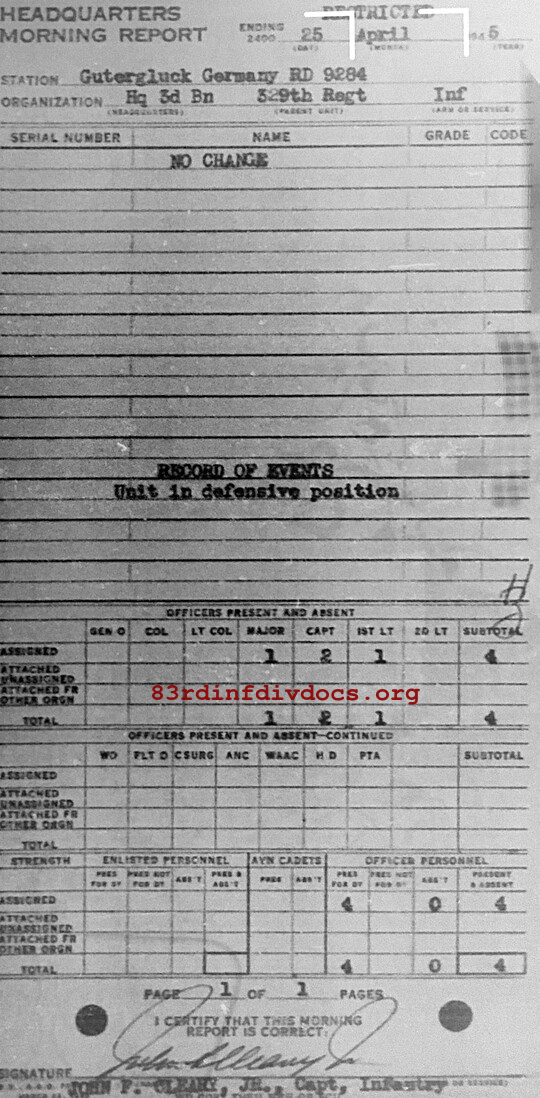 HEADQUARTERS RESTRICTED
MORNING REPORT ENDING 2400 25 April 1945
(DAY) (MONTH) (YEAR)
STATION Gutergluck Germany RD 9284
ORGANIZATION Hq 3d Bn 329th Regt Inf
(HEADQUARTERS) (PARENT UNIT) (ARM OR SERVICE)
SERIAL NUMBER NAME GRADE CODE
NO CHANGE
RECORD OF EVENTS
Unit in defensive position
H
OFFICERS PRESENT AND ABSENT
GEN O COL LT COL MAJOR CAPT 1ST LT 2D LT SUBTOTAL
ASSIGNED 1 2 1 4
ATTACHED UNASSIGNED
ATTACHED FR OTHER ORGN
83rdinfdivdocs.org
TOTAL 1 2 1 4
OFFICERS PRESENT AND ABSENT—CONTINUED
WO FLT O CSURG ANC WAAC H D PTA SUBTOTAL
ASSIGNED
ATTACHED UNASSIGNED
ATTACHED FR OTHER ORGN
TOTAL
STRENGTH ENLISTED PERSONNEL AVN CADETS OFFICER PERSONNEL
PRES FOR DY PRES NOT FOR DY ABS'T PRES & ABS'T PRES ABS'T PRES FOR DY PRES NOT FOR DY ABS'T PRESENT & ABSENT
ASSIGNED 4 0 4
ATTACHED UNASSIGNED
ATTACHED FR OTHER ORGN
TOTAL 4 0 4
PAGE 1 OF 1 PAGES
I CERTIFY THAT THIS MORNING
REPORT IS CORRECT:
SIGNATURE John F Cleary Jr
JOHN F. CLEARY, JR., Capt, Infantry